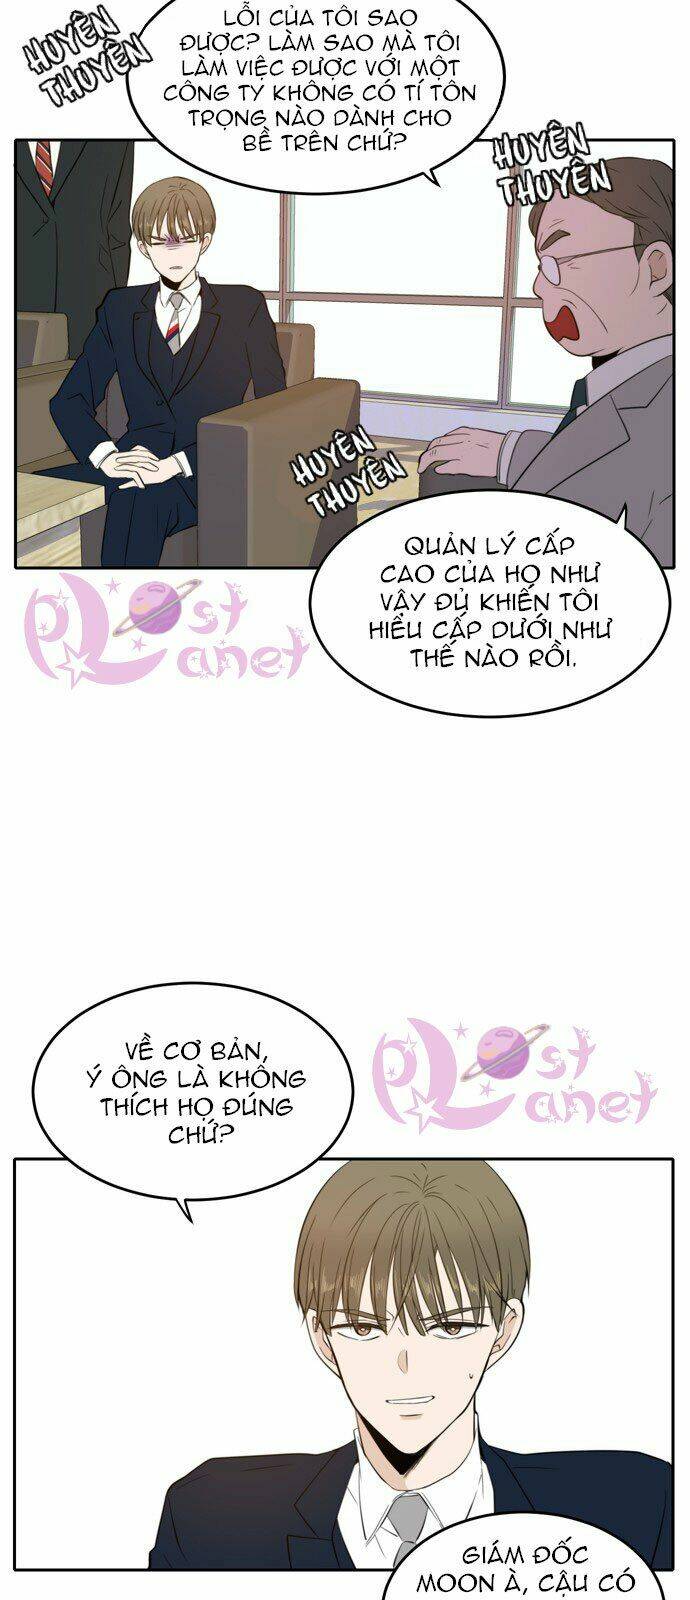 LỖI CỦA TÔI SAO
ĐƯỢC? LÀM SAO MÀ TÔI
LÀM VIỆC ĐƯỢC VỚI MỘT
CÔNG TY KHÔNG CÓ TÍ TÔN
TRỌNG NÀO DÀNH CHO
BỀ TRÊN CHỨ?
HUYÊN
THUYÊN
HUYÊN
THUYÊN
HUYÊN
THUYÊN
QUẢN LÝ CẤP
CAO CỦA HỌ NHƯ
VẬY ĐỦ KHIẾN TÔI
HIỂU CẤP DƯỚI NHƯ
THẾ NÀO RỒI.
Lost
Planet
VỀ CƠ BẢN,
Ý ÔNG LÀ KHÔNG
THÍCH HỌ ĐÚNG
CHỨ?
Lost
Planet
GIÁM ĐỐC
MOON À, CẬU CÓ